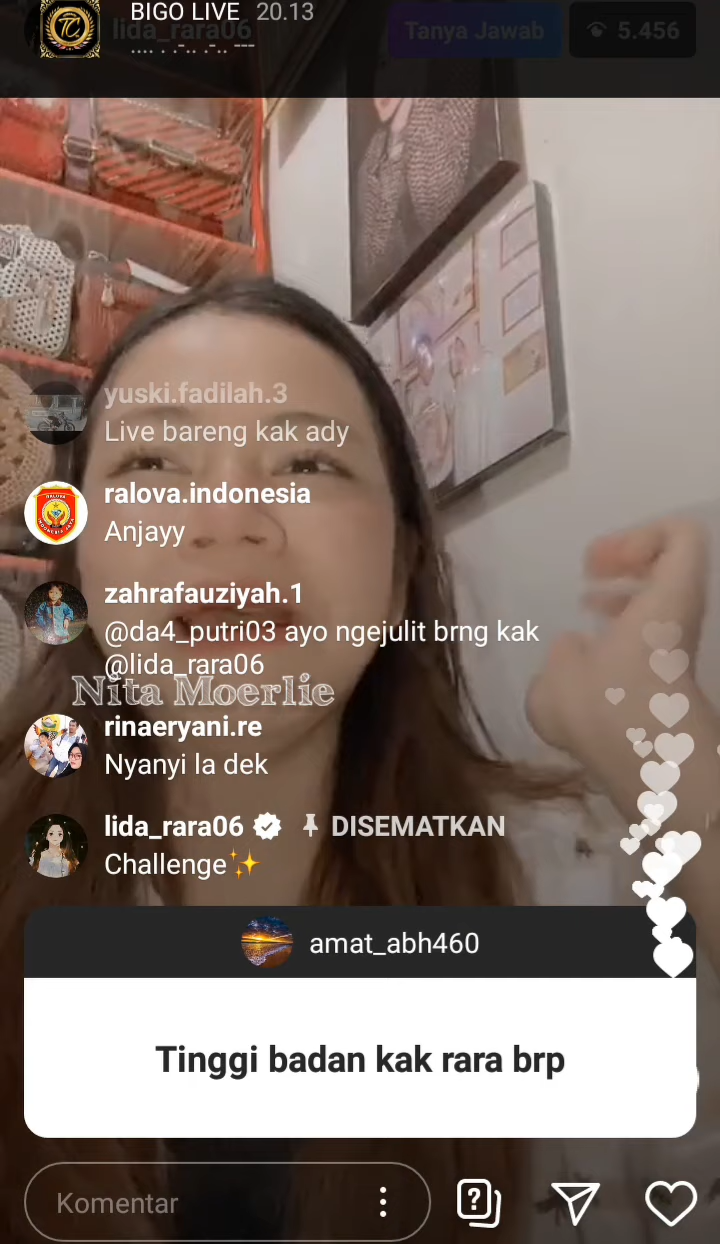 BIGO LIVE 20.13
lida_rara06
.... . .-.. .-.. ---
Tanya Jawab
5.456
yuski.fadilah.3
Live bareng kak ady
ralova.indonesia
Anjayy
zahrafauziyah.1
@da4_putri03 ayo ngejulit brng kak
@lida_rara06
Nita Moerlie
rinaeryani.re
Nyanyi la dek
lida_rara06 DISEMATKAN
Challenge✨
amat_abh460
Tinggi badan kak rara brp
Komentar